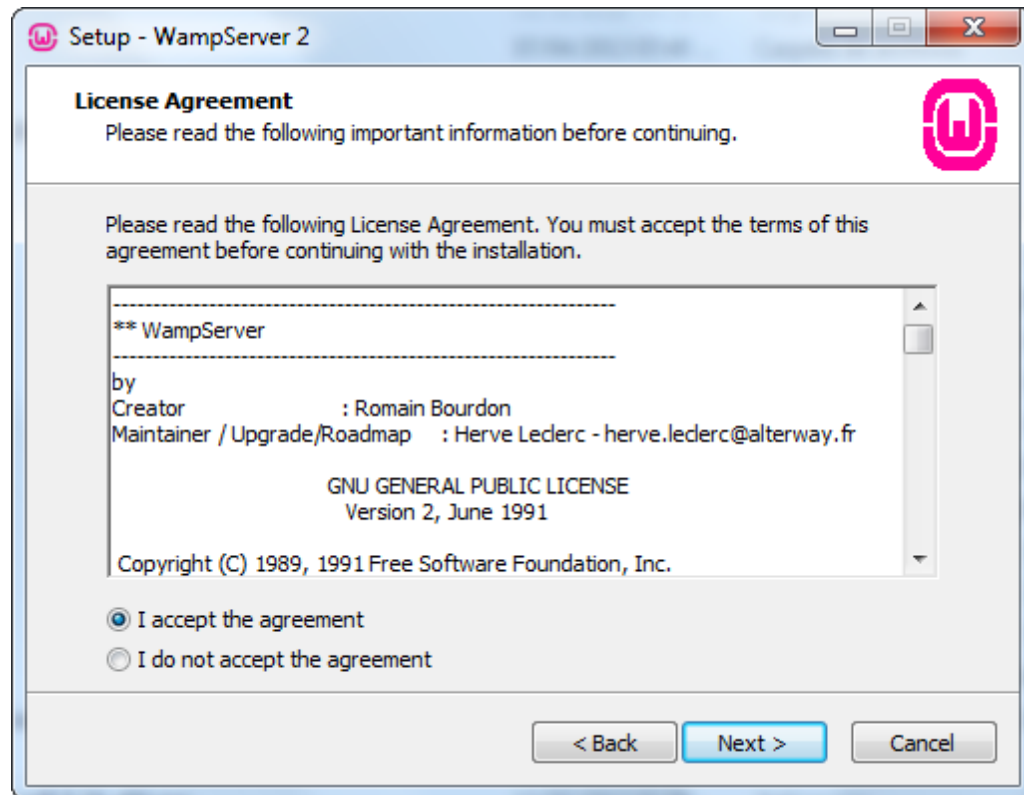 Setup - WampServer 2
License Agreement
Please read the following important information before continuing.
Please read the following License Agreement. You must accept the terms of this
agreement before continuing with the installation.
---------------------------------------------------------------
** WampServer
---------------------------------------------------------------
by
Creator : Romain Bourdon
Maintainer / Upgrade/Roadmap : Herve Leclerc - herve.leclerc@alterway.fr
GNU GENERAL PUBLIC LICENSE
Version 2, June 1991
Copyright (C) 1989, 1991 Free Software Foundation, Inc.
I accept the agreement
I do not accept the agreement
< Back Next > Cancel